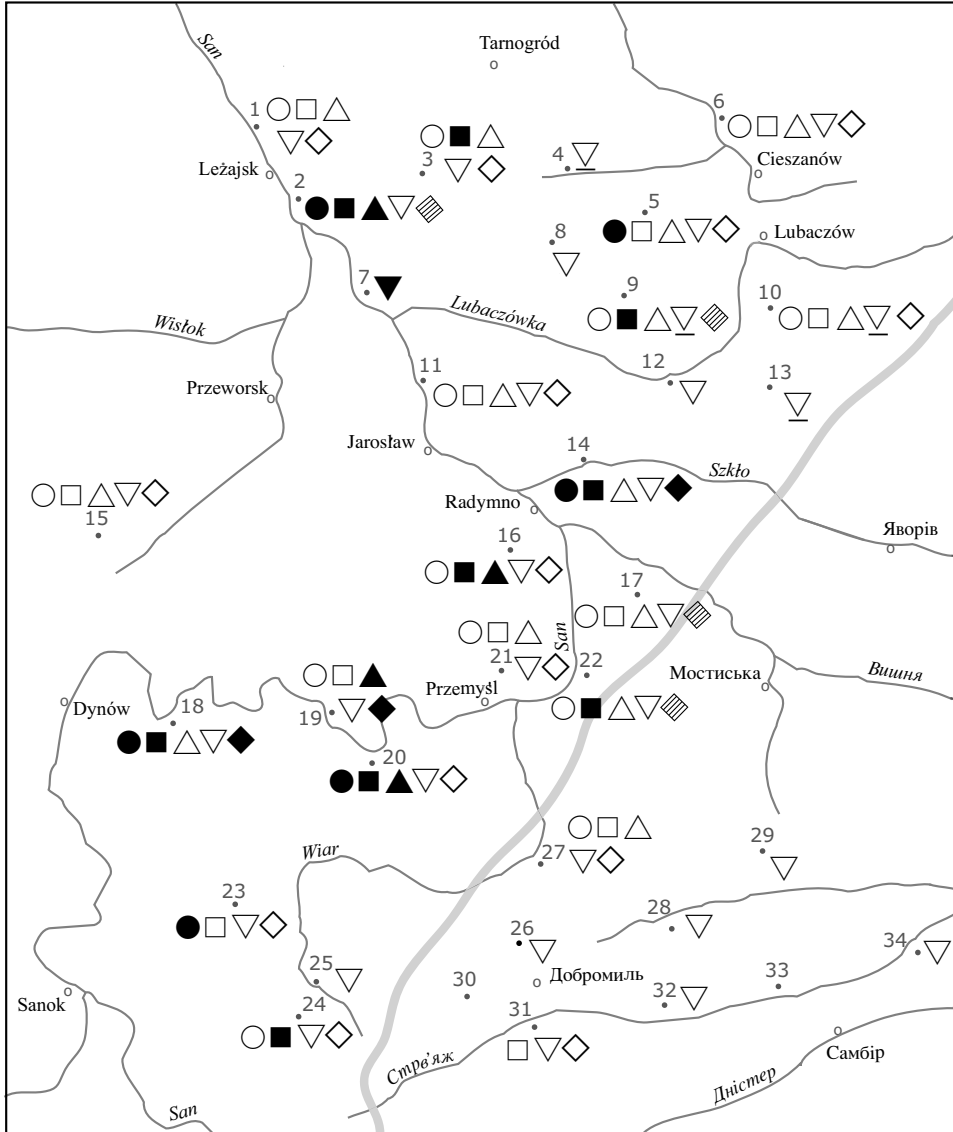 San
Tarnogród
1
6
3
4
Cieszanów
Leżajsk
2
5
8
Lubaczów
7
9
10
Lubaczówka
Wisłok
11
12
13
Przeworsk
Jarosław
14
Szkło
Radymno
15
16
Яворів
17
San
21
22
Мостиська
Вишня
Dynów
18
19
Przemyśl
20
Wiar
27
29
23
28
26
34
25
30
Добромиль
33
Sanok
24
31
32
Стрв’яж
Самбір
Дністер
San